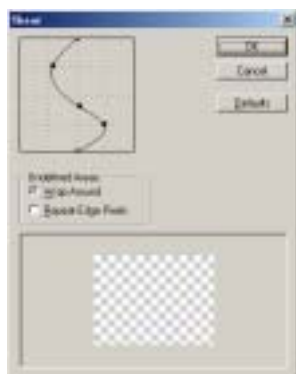 Shear
OK
Cancel
Defaults
Undefined Areas
Wrap Around
Repeat Edge Pixels